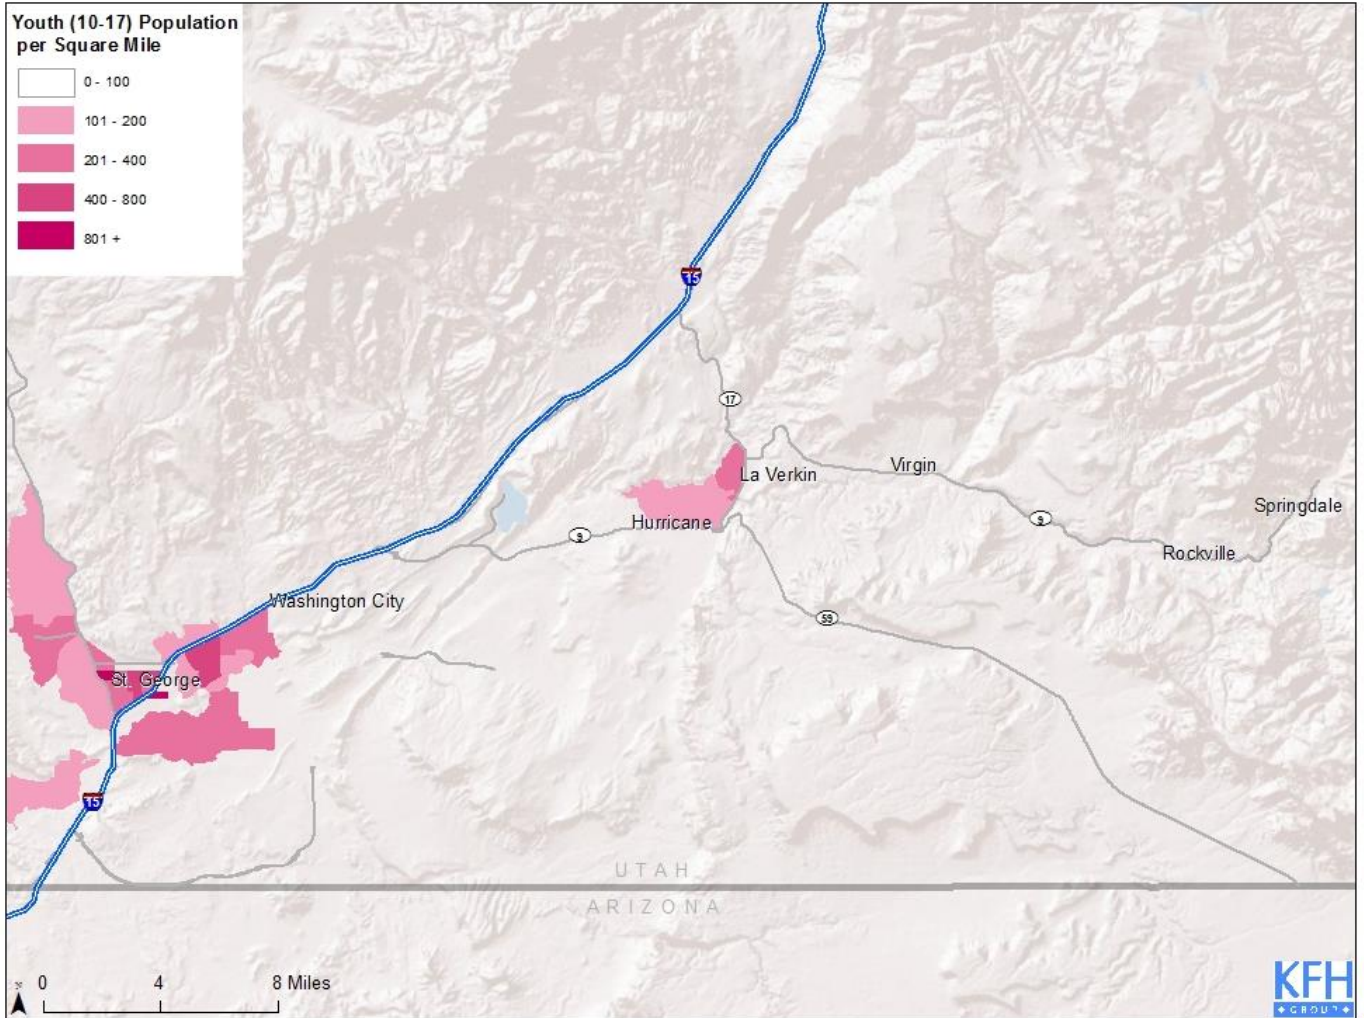 Youth (10-17) Population
per Square Mile
0 - 100
101 - 200
201 - 400
400 - 800
801 +
15
17
La Verkin
Virgin
Springdale
Hurricane
9
9
Rockville
Washington City
59
St. George
15
UTAH
ARIZONA
N
0 4 8 Miles
KFH
GROUP